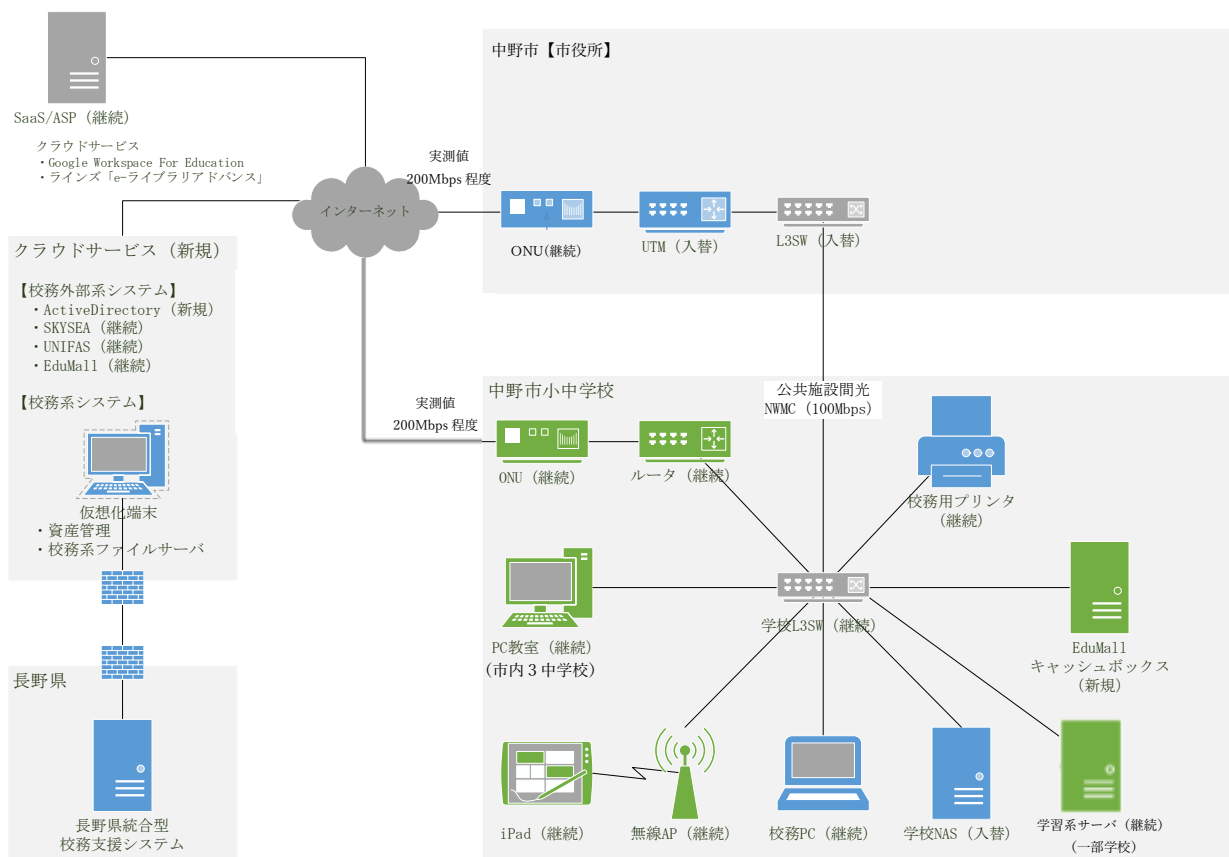 SaaS/ASP（継続）
クラウドサービス
・Google Workspace For Education
・ラインズ「e-ライブラリアドバンス」
インターネット
クラウドサービス（新規）
【校務外部系システム】
・ActiveDirectory（新規）
・SKYSEA（継続）
・UNIFAS（継続）
・EduMall（継続）
【校務系システム】
仮想化端末
・資産管理
・校務系ファイルサーバ
長野県
長野県統合型
校務支援システム
中野市【市役所】
実測値
200Mbps 程度
ONU(継続)
UTM（入替）
L3SW（入替）
中野市小中学校
公共施設間光
NWMC（100Mbps）
実測値
200Mbps 程度
ONU（継続）
ルータ（継続）
校務用プリンタ
（継続）
PC教室（継続）
（市内３中学校）
学校L3SW（継続）
EduMall
キャッシュボックス
（新規）
iPad（継続）
無線AP（継続）
校務PC（継続）
学校NAS（入替）
学習系サーバ（継続）
（一部学校）